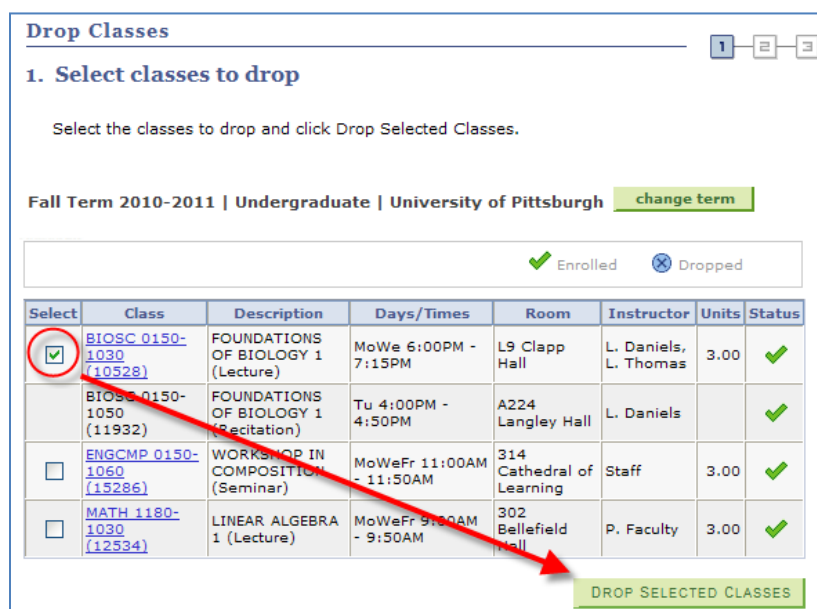 Drop Classes
1 2 3
1. Select classes to drop
Select the classes to drop and click Drop Selected Classes.
Fall Term 2010-2011 | Undergraduate | University of Pittsburgh change term
Enrolled Dropped
Select Class Description Days/Times Room Instructor Units Status
BIOSC 0150-
1030
(10528)
FOUNDATIONS
OF BIOLOGY 1
(Lecture)
MoWe 6:00PM -
7:15PM
L9 Clapp
Hall
L. Daniels,
L. Thomas
3.00
BIOSC 0150-
1050
(11932)
FOUNDATIONS
OF BIOLOGY 1
(Recitation)
Tu 4:00PM -
4:50PM
A224
Langley Hall
L. Daniels
ENGCMP 0150-
1060
(15286)
WORKSHOP IN
COMPOSITION
(Seminar)
MoWeFr 11:00AM
- 11:50AM
314
Cathedral of
Learning
Staff
3.00
MATH 1180-
1030
(12534)
LINEAR ALGEBRA
1 (Lecture)
MoWeFr 9:00AM
- 9:50AM
302
Bellefield
Hall
P. Faculty
3.00
DROP SELECTED CLASSES